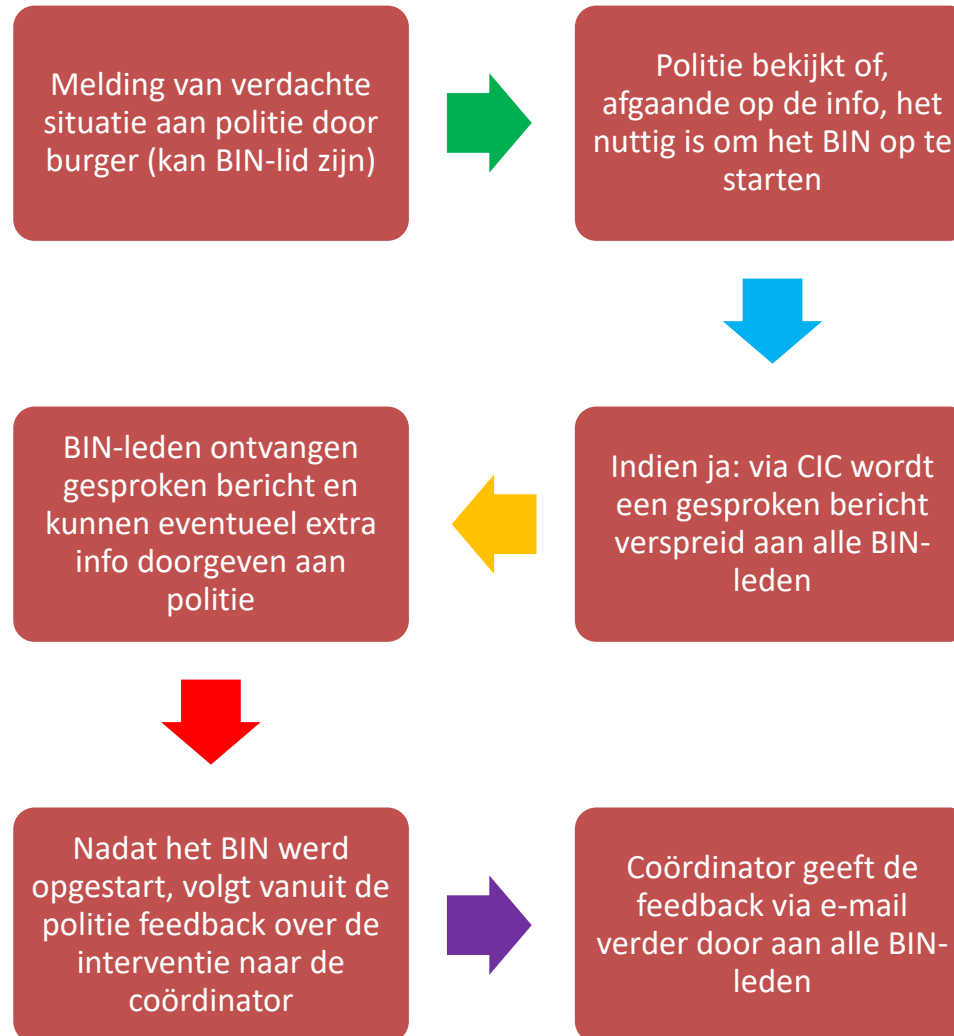 Melding van verdachte
situatie aan politie door
burger (kan BIN-lid zijn)
Politie bekijkt of,
afgaande op de info, het
nuttig is om het BIN op te
starten
Indien ja: via CIC wordt
een gesproken bericht
verspreid aan alle BIN-
leden
BIN-leden ontvangen
gesproken bericht en
kunnen eventueel extra
info doorgeven aan
politie
Nadat het BIN werd
opgestart, volgt vanuit de
politie feedback over de
interventie naar de
coördinator
Coördinator geeft de
feedback via e-mail
verder door aan alle BIN-
leden